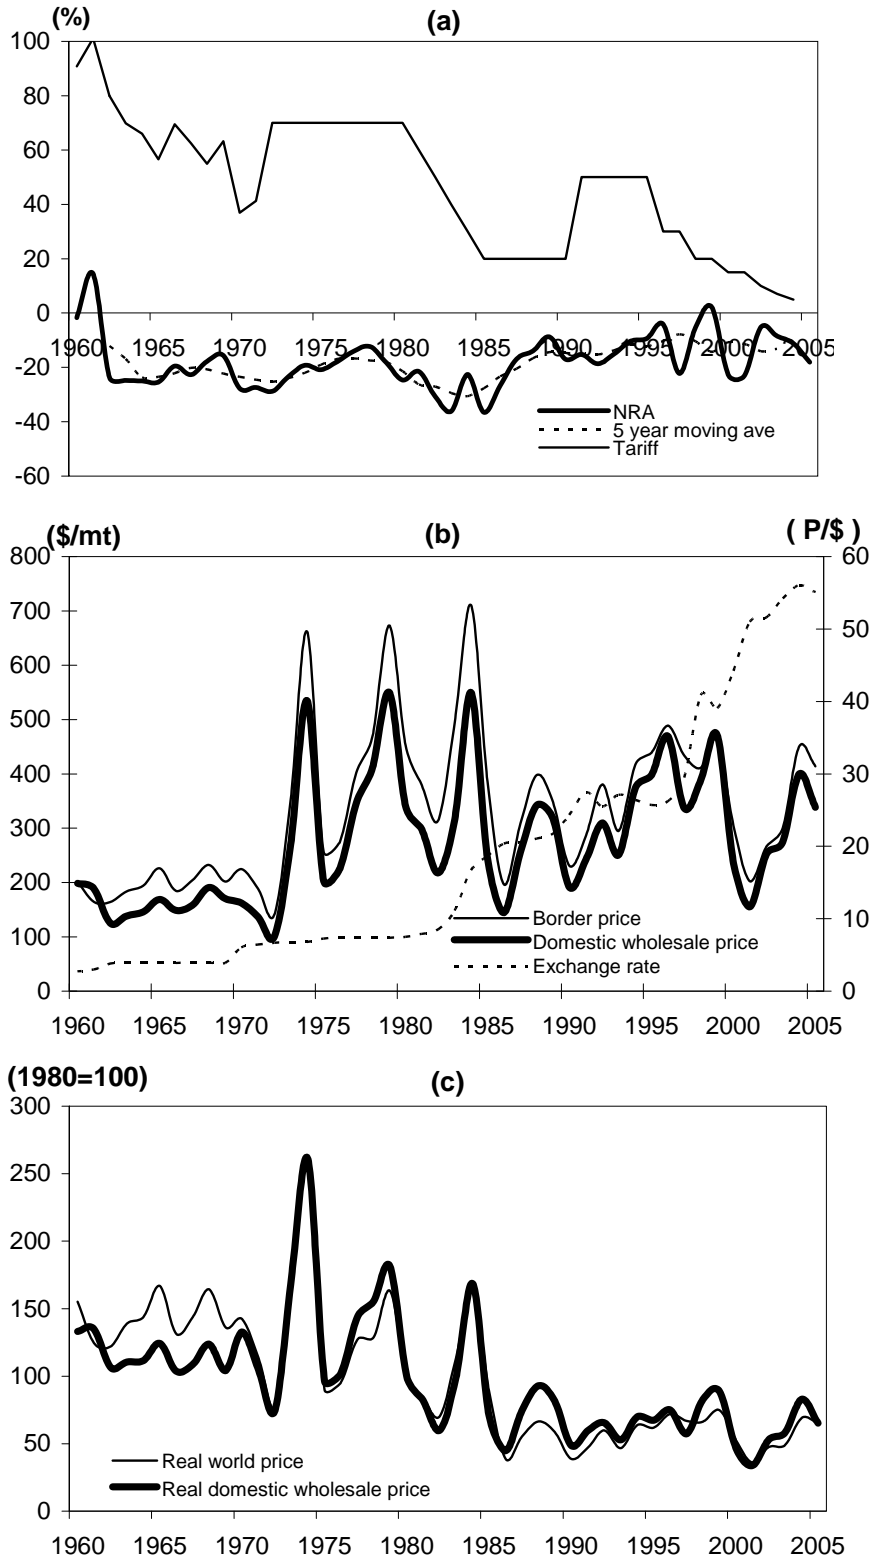 (%) (a)
100
80
60
40
20
0
1960 1965 1970 1975 1980 1985 1990 1995 2000 2005
-20
-40
-60
NRA
5 year moving ave
Tariff
($/mt) (b) ( P/$ )
800 60
700
600 50
500 40
400 30
300
200 20
100 10
0 0
Border price
Domestic wholesale price
Exchange rate
1960 1965 1970 1975 1980 1985 1990 1995 2000 2005
(1980=100) (c)
300
250
200
150
100
50
0
Real world price
Real domestic wholesale price
1960 1965 1970 1975 1980 1985 1990 1995 2000 2005